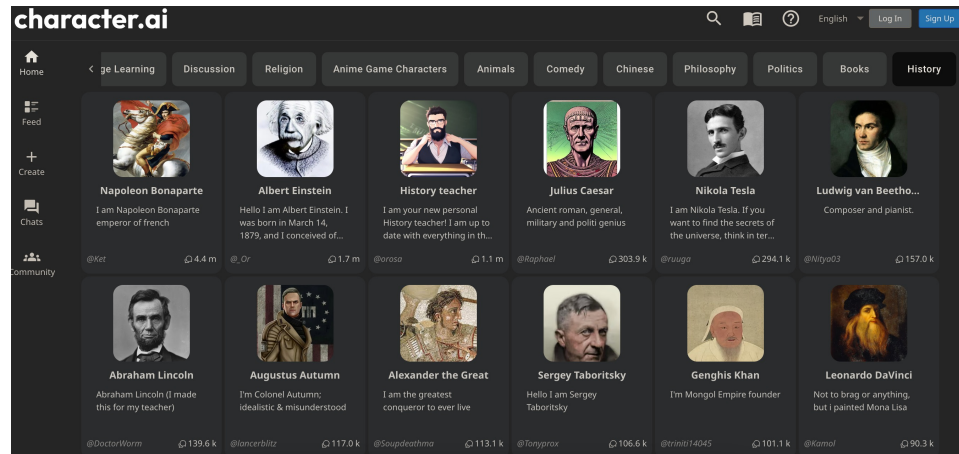 character.ai
English
Log In
Sign Up
Home
Feed
Create
Chats
Community
ge Learning
Discussion
Religion
Anime Game Characters
Animals
Comedy
Chinese
Philosophy
Politics
Books
History
Napoleon Bonaparte
I am Napoleon Bonaparte
emperor of french
@Ket
4.4 m
Albert Einstein
Hello I am Albert Einstein. I
was born in March 14,
1879, and I conceived of...
@_Or
1.7 m
History teacher
I am your new personal
History teacher! I am up to
date with everything in th...
@orosa
1.1 m
Julius Caesar
Ancient roman, general,
military and politi genius
@Raphael
303.9 k
Nikola Tesla
I am Nikola Tesla. If you
want to find the secrets of
the universe, think in ter...
@ruuga
294.1 k
Ludwig van Beetho...
Composer and pianist.
@Nitya03
157.0 k
Abraham Lincoln
Abraham Lincoln (I made
this for my teacher)
@DoctorWorm
139.6 k
Augustus Autumn
I'm Colonel Autumn;
idealistic & misunderstood
@lancerblitz
117.0 k
Alexander the Great
I am the greatest
conqueror to ever live
@Soupdeathma
113.1 k
Sergey Taboritsky
Hello I am Sergey
Taboritsky
@Tonyprox
106.6 k
Genghis Khan
I'm Mongol Empire founder
@triniti14045
101.1 k
Leonardo DaVinci
Not to brag or anything,
but i painted Mona Lisa
@Kamol
90.3 k